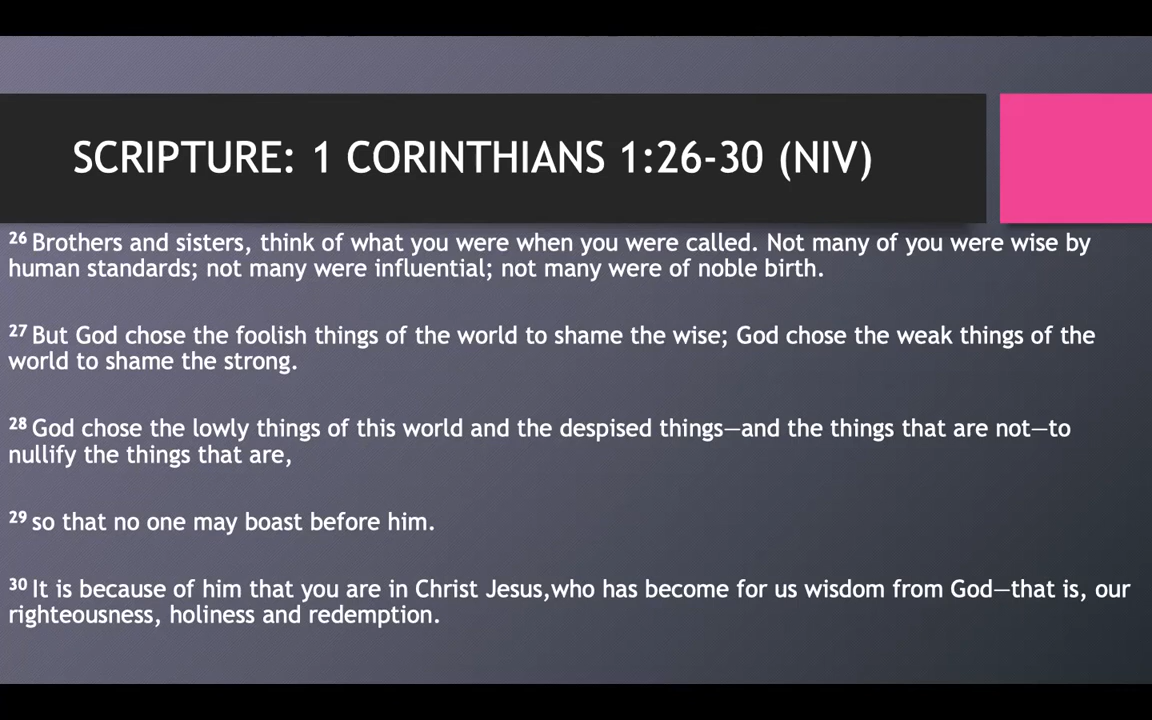 SCRIPTURE: 1 CORINTHIANS 1:26-30 (NIV)
26 Brothers and sisters, think of what you were when you were called. Not many of you were wise by
human standards; not many were influential; not many were of noble birth.
27 But God chose the foolish things of the world to shame the wise; God chose the weak things of the
world to shame the strong.
28 God chose the lowly things of this world and the despised things—and the things that are not—to
nullify the things that are,
29 so that no one may boast before him.
30 It is because of him that you are in Christ Jesus,who has become for us wisdom from God—that is, our
righteousness, holiness and redemption.